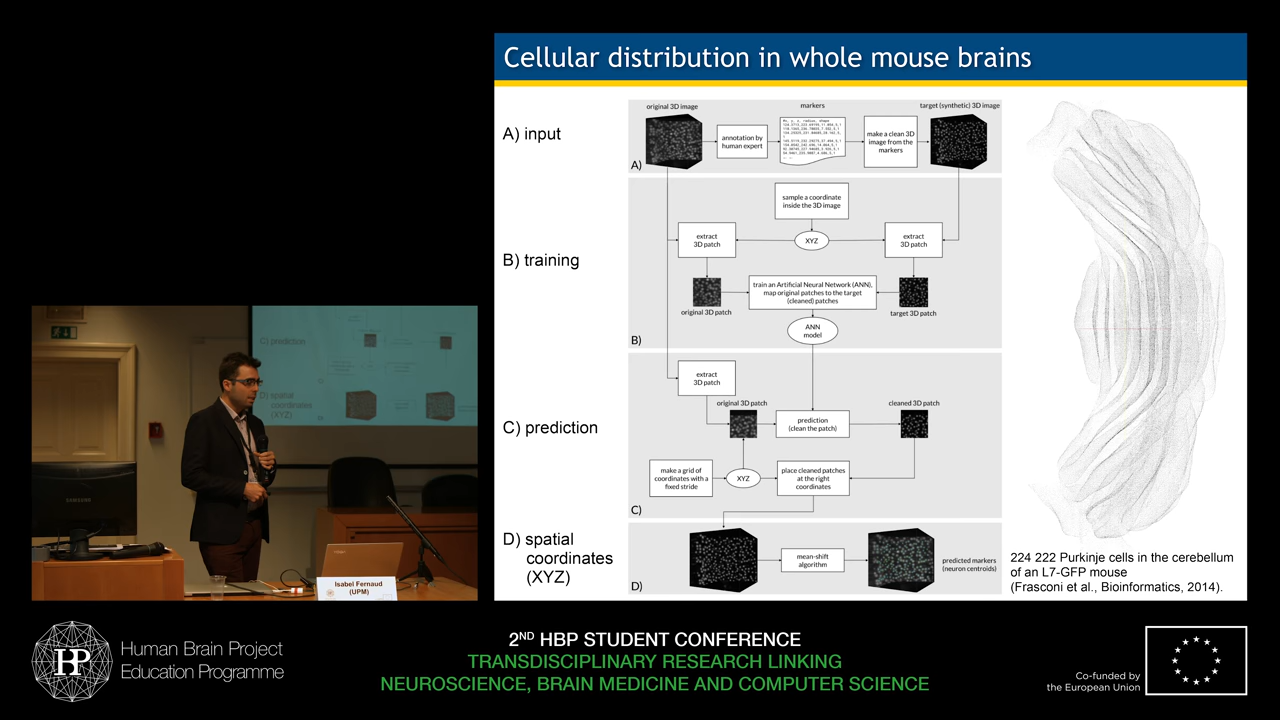 Cellular distribution in whole mouse brains
A) input
B) training
C) prediction
D) spatial
coordinates
(XYZ)
original 3D image
markers
target (synthetic) 3D image
annotation by
human expert
make a clean 3D
image from the
markers
A)
sample a coordinate
inside the 3D image
extract
3D patch
XYZ
extract
3D patch
train an Artificial Neural Network (ANN),
map original patches to the target
(cleaned) patches
original 3D patch
target 3D patch
ANN
model
B)
extract
3D patch
original 3D patch
cleaned 3D patch
prediction
(clean the patch)
make a grid of
coordinates with a
fixed stride
XYZ
place cleaned patches
at the right
coordinates
C)
mean-shift
algorithm
predicted markers
(neuron centroids)
D)
224 222 Purkinje cells in the cerebellum
of an L7-GFP mouse
(Frasconi et al., Bioinformatics, 2014).
C) prediction
D) spatial
coordinates
(XYZ)
SAMSUNG
Isabel Fernaud
(UPM)
HBP
Human Brain Project
Education Programme
2ND HBP STUDENT CONFERENCE
TRANSDISCIPLINARY RESEARCH LINKING
NEUROSCIENCE, BRAIN MEDICINE AND COMPUTER SCIENCE
Co-funded by
the European Union